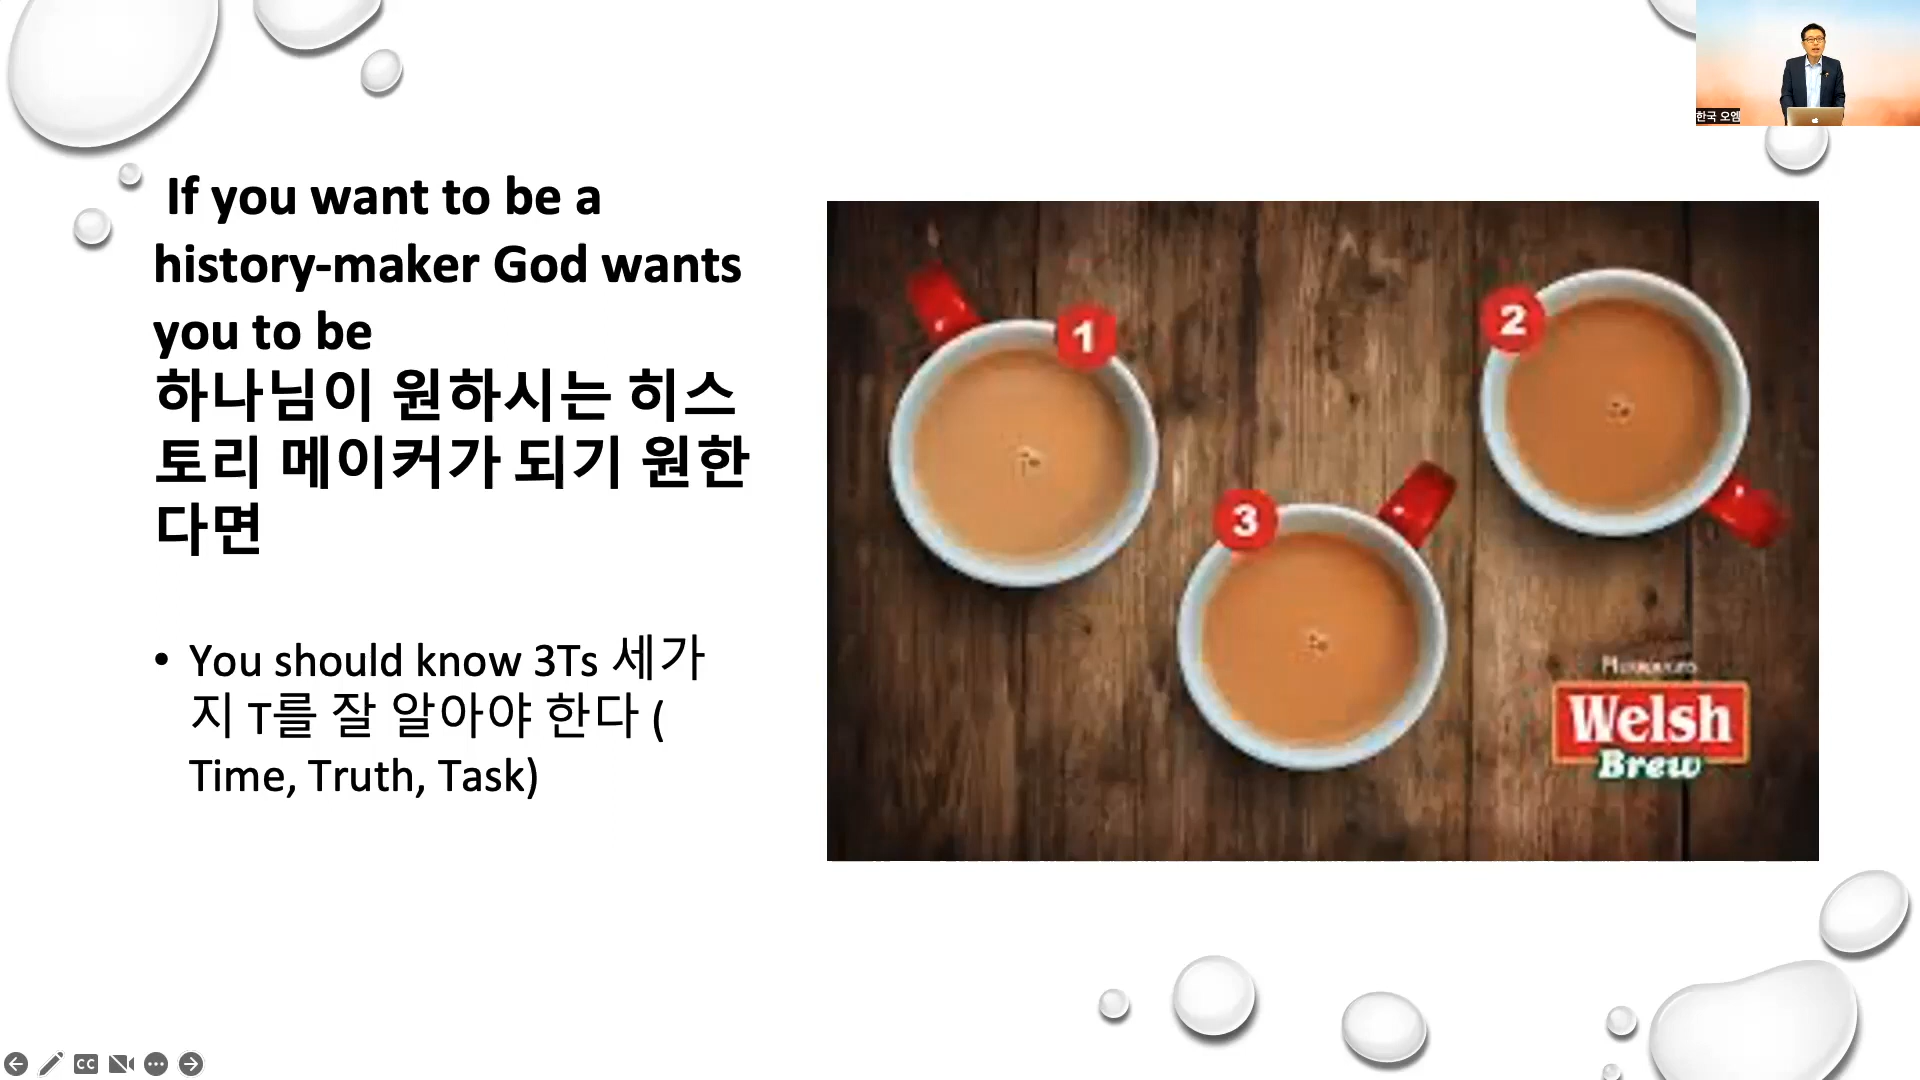 한국 오엠
If you want to be a
history-maker God wants
you to be
하나님이 원하시는 히스
토리 메이커가 되기 원한
다면
• You should know 3Ts 세가
지 T를 잘 알아야 한다 (
Time, Truth, Task)
1
2
3
Welsh
Brew
CC